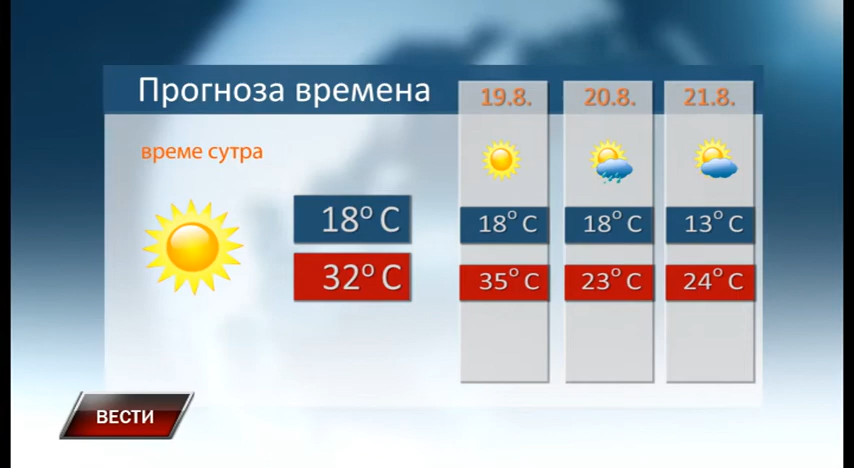 Прогноза времена
време сутра
18° C
32° C
19.8.
18° C
35° C
20.8.
18° C
23° C
21.8.
13° C
24° C
ВЕСТИ